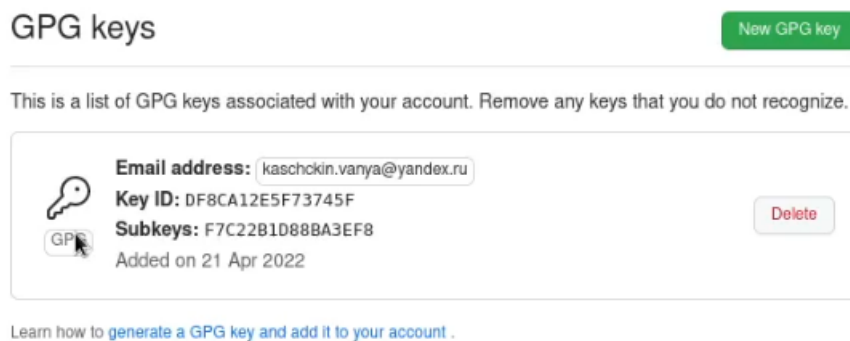 GPG keys
New GPG key
This is a list of GPG keys associated with your account. Remove any keys that you do not recognize.
Email address: kaschckin.vanya@yandex.ru
Key ID: DF8CA12E5F73745F
Subkeys: F7C22B1D88BA3EF8
GPG
Added on 21 Apr 2022
Delete
Learn how to generate a GPG key and add it to your account .